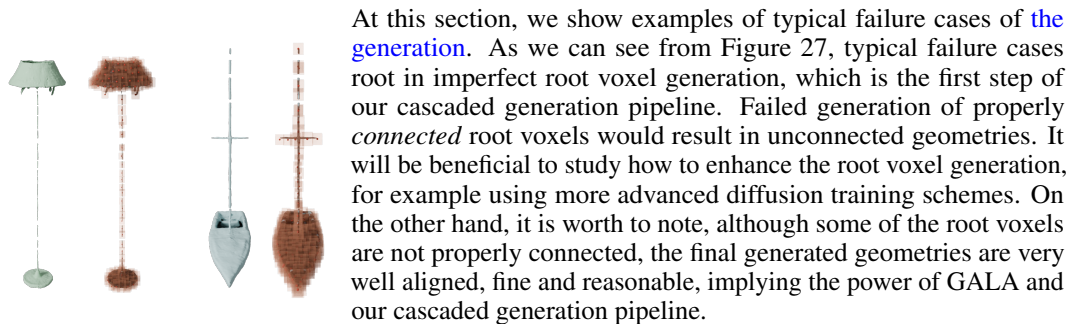 At this section, we show examples of typical failure cases of the
generation. As we can see from Figure 27, typical failure cases
root in imperfect root voxel generation, which is the first step of
our cascaded generation pipeline. Failed generation of properly
connected root voxels would result in unconnected geometries. It
will be beneficial to study how to enhance the root voxel generation,
for example using more advanced diffusion training schemes. On
the other hand, it is worth to note, although some of the root voxels
are not properly connected, the final generated geometries are very
well aligned, fine and reasonable, implying the power of GALA and
our cascaded generation pipeline.